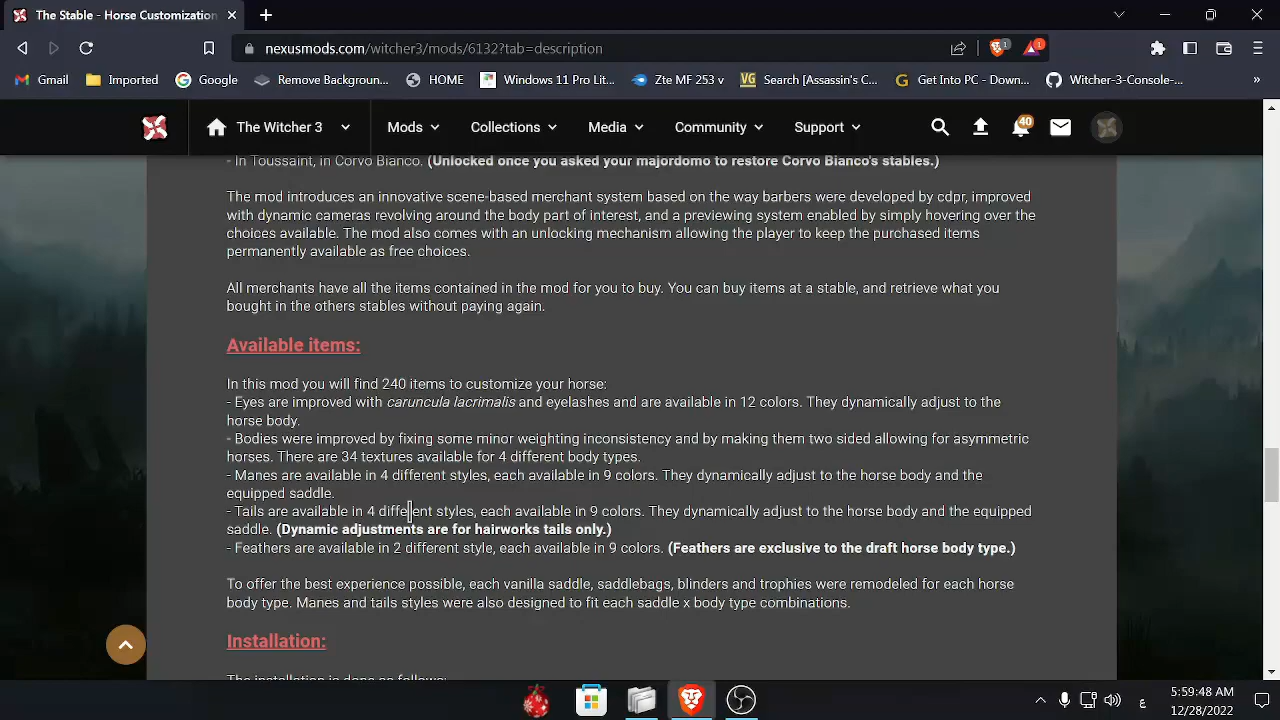 The Stable - Horse Customization
nexusmods.com/witcher3/mods/6132?tab=description
1
1
Gmail
Imported
Google
Remove Backgroun...
HOME
Windows 11 Pro Lit...
Zte MF 253 v
Search [Assassin's C...
Get Into PC - Down...
Witcher-3-Console-...
»
The Witcher 3
Mods
Collections
Media
Community
Support
40
- In Toussaint, in Corvo Bianco. (Unlocked once you asked your majordomo to restore Corvo Bianco's stables.)
The mod introduces an innovative scene-based merchant system based on the way barbers were developed by cdpr, improved
with dynamic cameras revolving around the body part of interest, and a previewing system enabled by simply hovering over the
choices available. The mod also comes with an unlocking mechanism allowing the player to keep the purchased items
permanently available as free choices.
All merchants have all the items contained in the mod for you to buy. You can buy items at a stable, and retrieve what you
bought in the others stables without paying again.
Available items:
In this mod you will find 240 items to customize your horse:
- Eyes are improved with caruncula lacrimalis and eyelashes and are available in 12 colors. They dynamically adjust to the
horse body.
- Bodies were improved by fixing some minor weighting inconsistency and by making them two sided allowing for asymmetric
horses. There are 34 textures available for 4 different body types.
- Manes are available in 4 different styles, each available in 9 colors. They dynamically adjust to the horse body and the
equipped saddle.
- Tails are available in 4 different styles, each available in 9 colors. They dynamically adjust to the horse body and the equipped
saddle. (Dynamic adjustments are for hairworks tails only.)
- Feathers are available in 2 different style, each available in 9 colors. (Feathers are exclusive to the draft horse body type.)
To offer the best experience possible, each vanilla saddle, saddlebags, blinders and trophies were remodeled for each horse
body type. Manes and tails styles were also designed to fit each saddle x body type combinations.
Installation:
The installation is done as follows:
ع
5:59:48 AM
12/28/2022